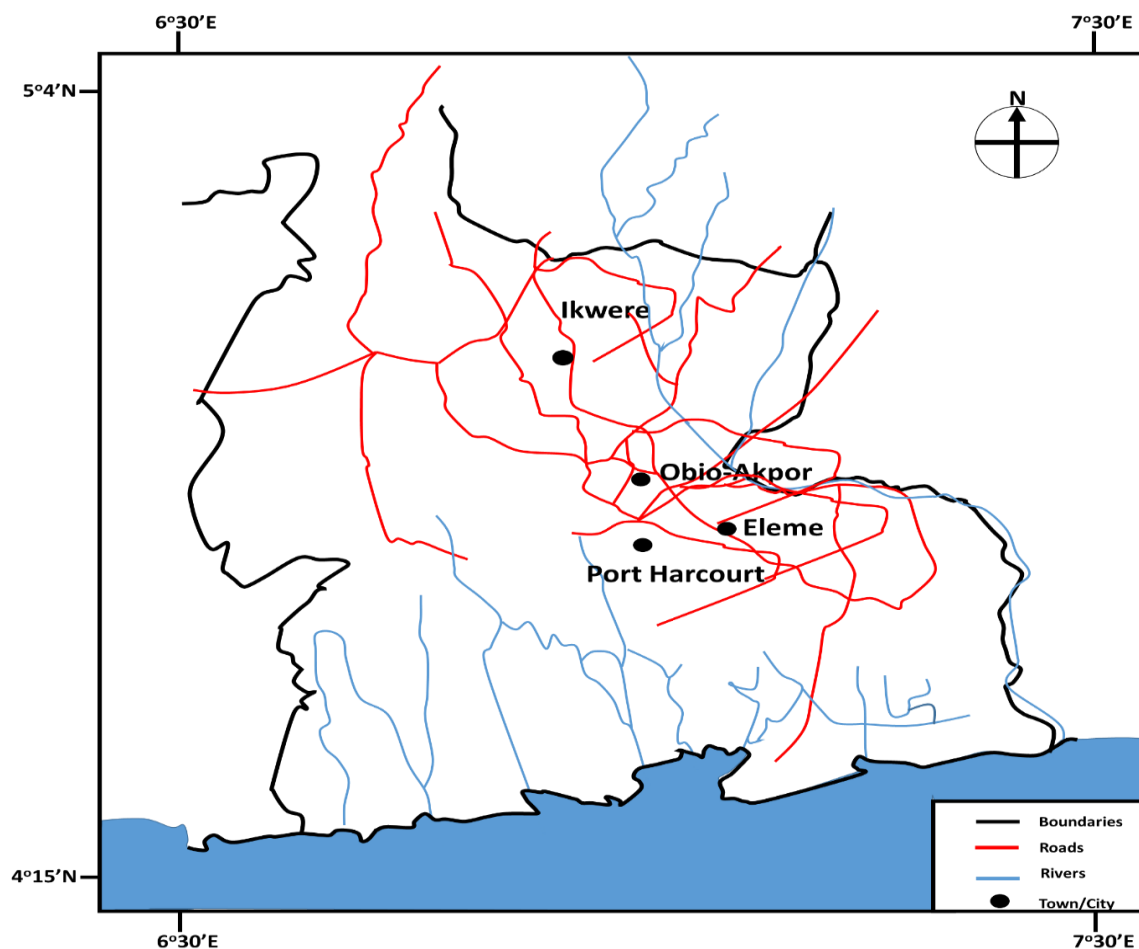 6°30’E
7°30’E
5°4’N
N
Ikwere
Obio-Akpor
Eleme
Port Harcourt
Boundaries
Roads
Rivers
Town/City
4°15’N
6°30’E
7°30’E